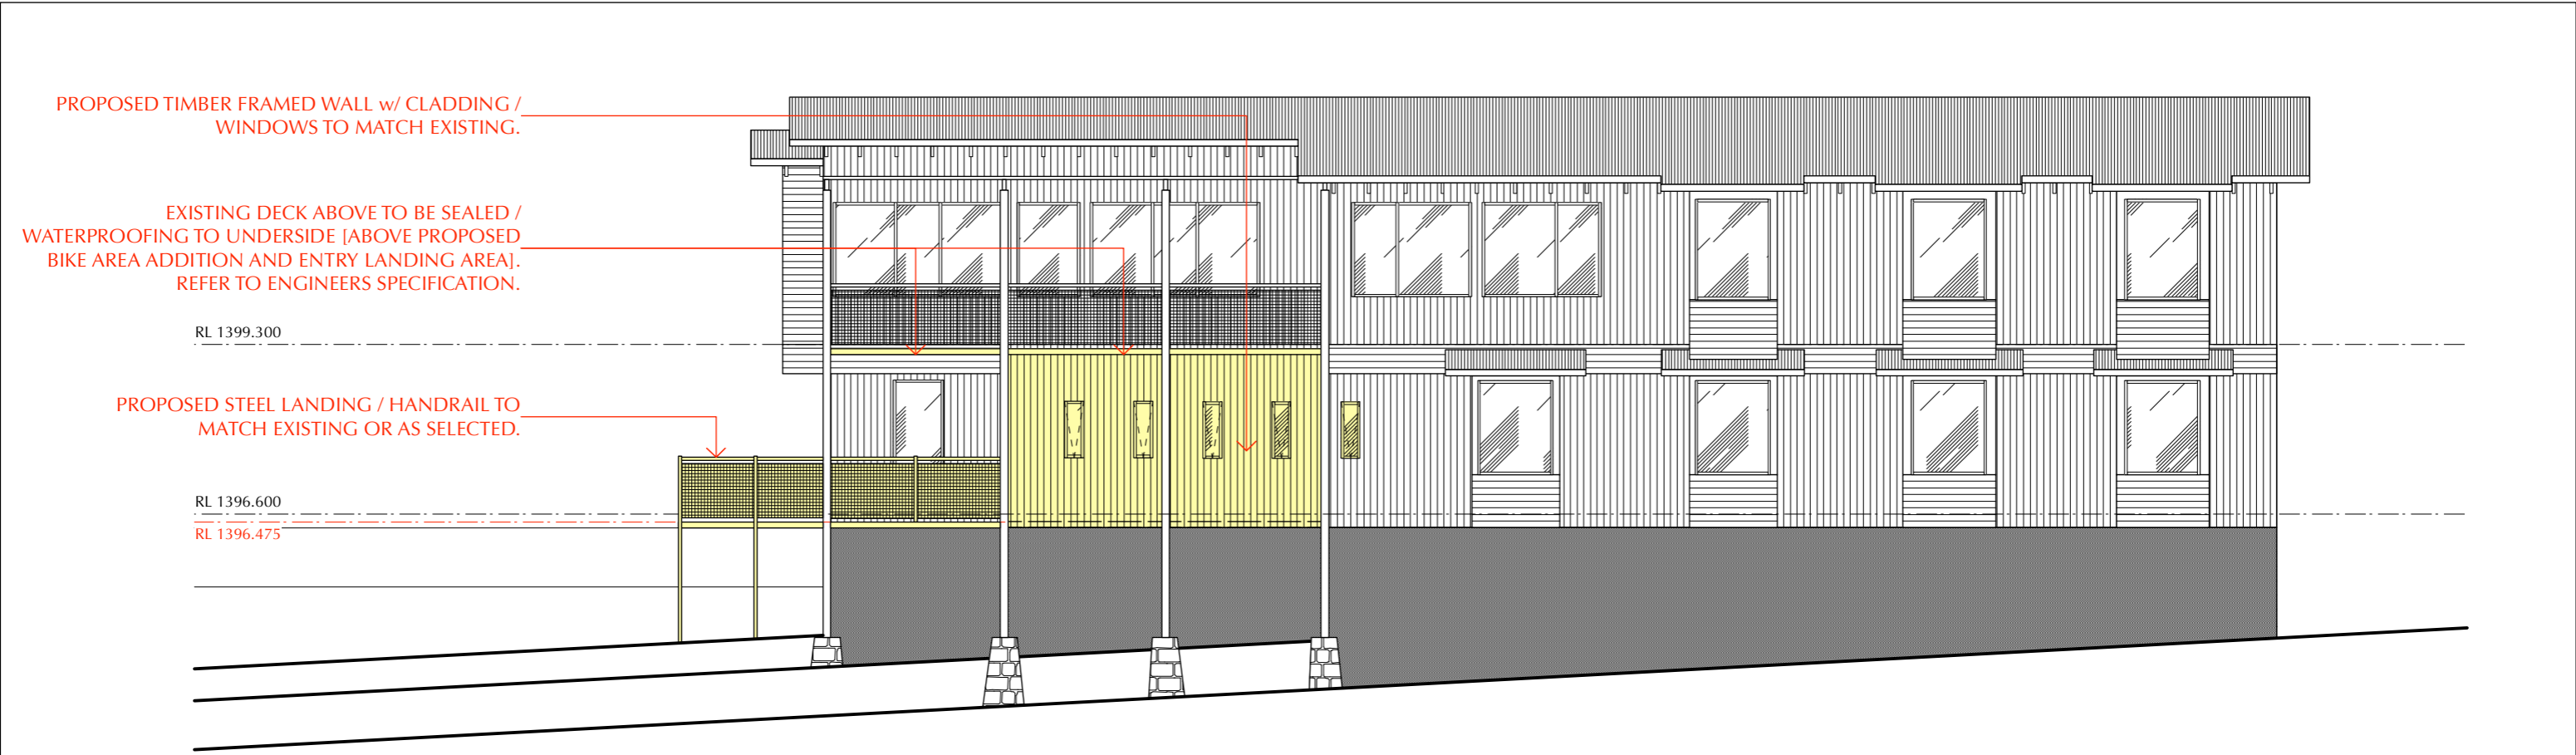 PROPOSED TIMBER FRAMED WALL w/ CLADDING /
WINDOWS TO MATCH EXISTING.
EXISTING DECK ABOVE TO BE SEALED /
WATERPROOFING TO UNDERSIDE [ABOVE PROPOSED
BIKE AREA ADDITION AND ENTRY LANDING AREA].
REFER TO ENGINEERS SPECIFICATION.
RL 1399.300
PROPOSED STEEL LANDING / HANDRAIL TO
MATCH EXISTING OR AS SELECTED.
RL 1396.600
RL 1396.475